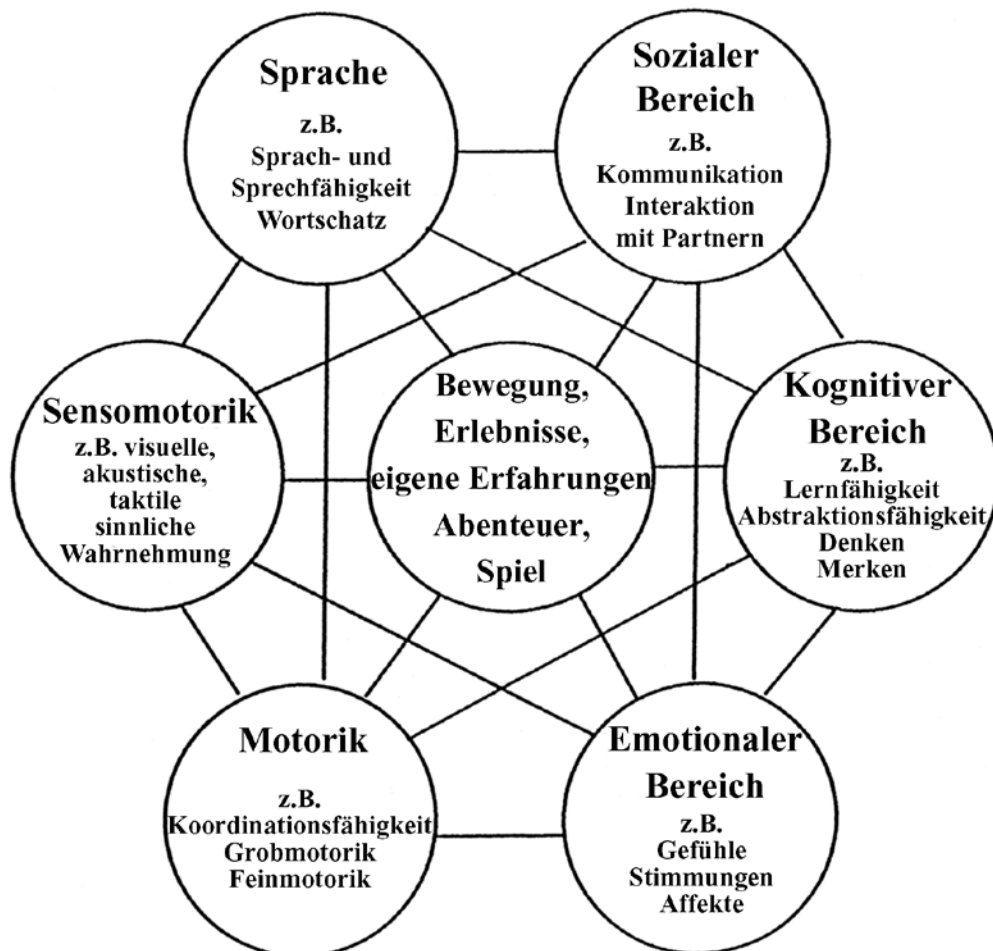 Sprache
z.B.
Sprach- und
Sprechfähigkeit
Wortschatz
Sozialer
Bereich
z.B.
Kommunikation
Interaktion
mit Partnern
Sensomotorik
z.B. visuelle,
akustische,
taktile
sinnliche
Wahrnehmung
Bewegung,
Erlebnisse,
eigene Erfahrungen
Abenteuer,
Spiel
Kognitiver
Bereich
z.B.
Lernfähigkeit
Abstraktionsfähigkeit
Denken
Merken
Motorik
z.B.
Koordinationsfähigkeit
Grobmotorik
Feinmotorik
Emotionaler
Bereich
z.B.
Gefühle
Stimmungen
Affekte